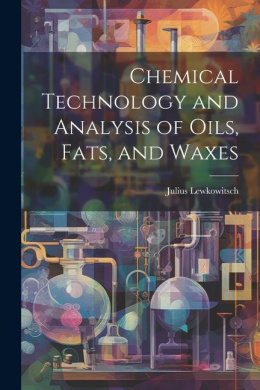 Chemical
Technology and
Analysis of Oils,
Fats, and Waxes
Julius Lewkowitsch